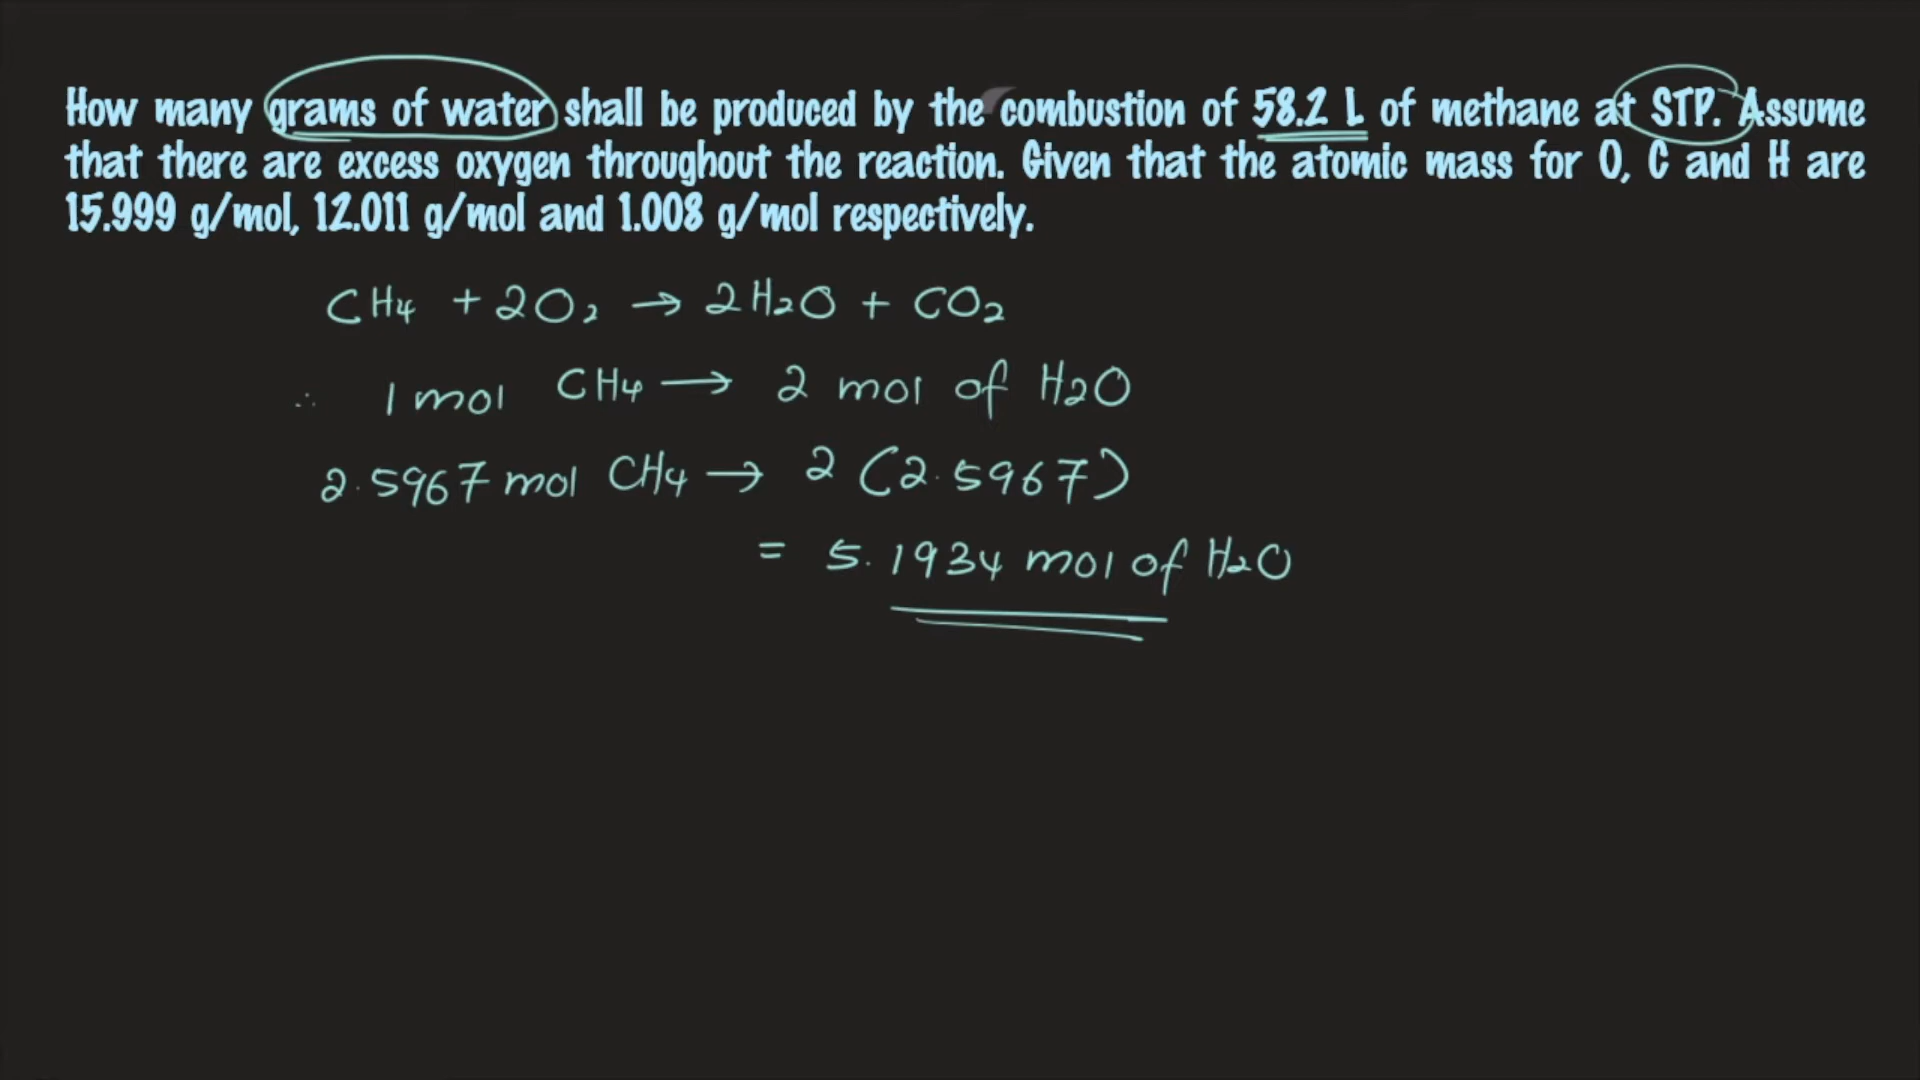 How many grams of water shall be produced by the combustion of 58.2 L of methane at STP. Assume
that there are excess oxygen throughout the reaction. Given that the atomic mass for O, C and H are
15.999 g/mol, 12.011 g/mol and 1.008 g/mol respectively.
CH4 + 2O2 → 2H2O + CO2
∴ 1 mol CH4 → 2 mol of H2O
2.5967 mol CH4 → 2 (2.5967)
= 5.1934 mol of H2O